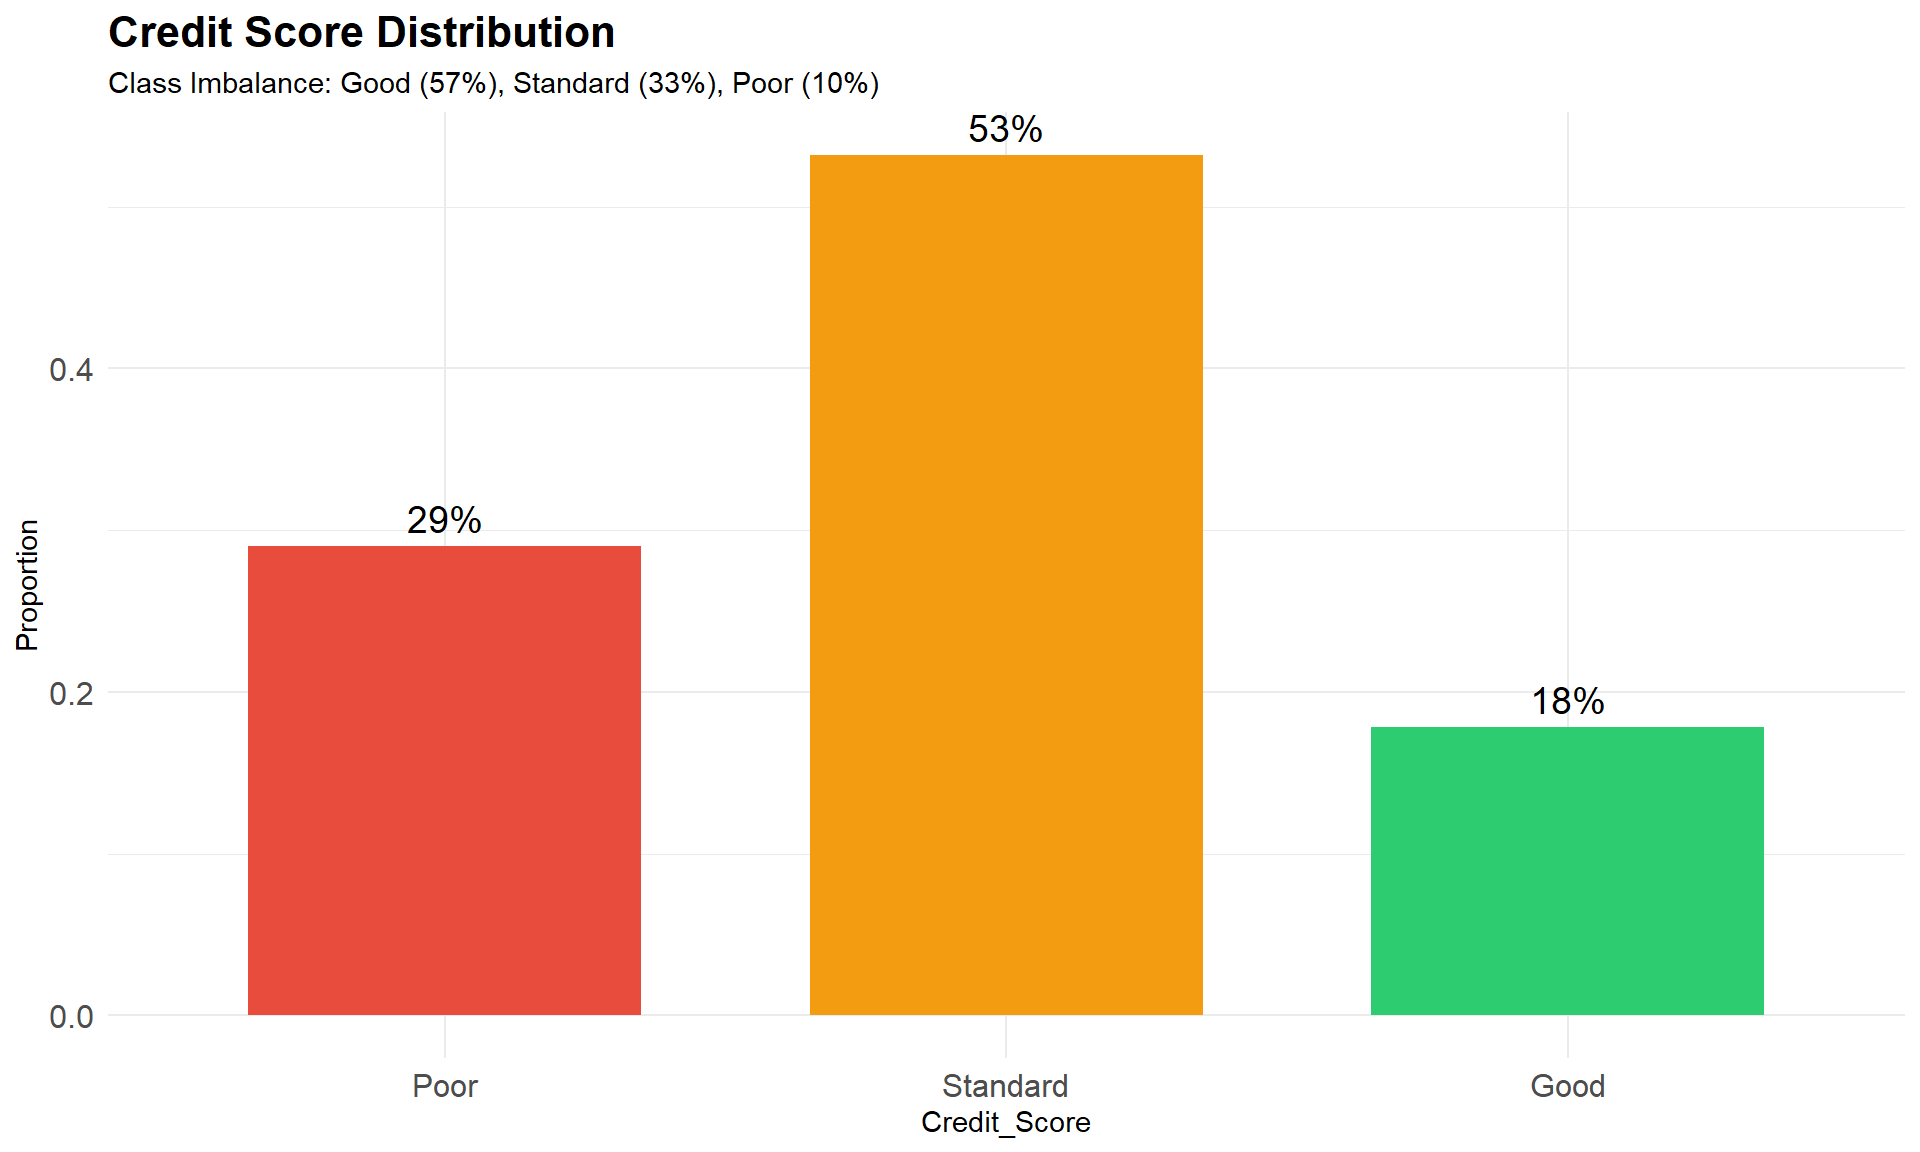 Credit Score Distribution
Class Imbalance: Good (57%), Standard (33%), Poor (10%)
53%
29%
18%
0.4
0.2
0.0
Proportion
Poor
Standard
Good
Credit_Score